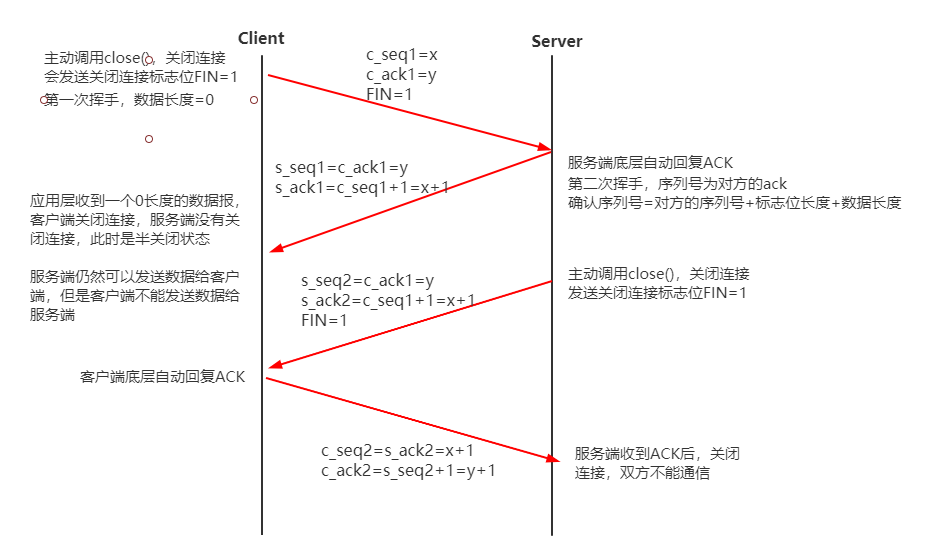 Client
Server
主动调用close()，关闭连接
会发送关闭连接标志位FIN=1
第一次挥手，数据长度=0
c_seq1=x
c_ack1=y
FIN=1
服务端底层自动回复ACK
第二次挥手，序列号为对方的ack
确认序列号=对方的序列号+标志位长度+数据长度
s_seq1=c_ack1=y
s_ack1=c_seq1+1=x+1
应用层收到一个0长度的数据报，
客户端关闭连接，服务端没有关
闭连接，此时是半关闭状态
服务端仍然可以发送数据给客户
端，但是客户端不能发送数据给
服务端
主动调用close()，关闭连接
发送关闭连接标志位FIN=1
s_seq2=c_ack1=y
s_ack2=c_seq1+1=x+1
FIN=1
客户端底层自动回复ACK
c_seq2=s_ack2=x+1
c_ack2=s_seq2+1=y+1
服务端收到ACK后，关闭
连接，双方不能通信